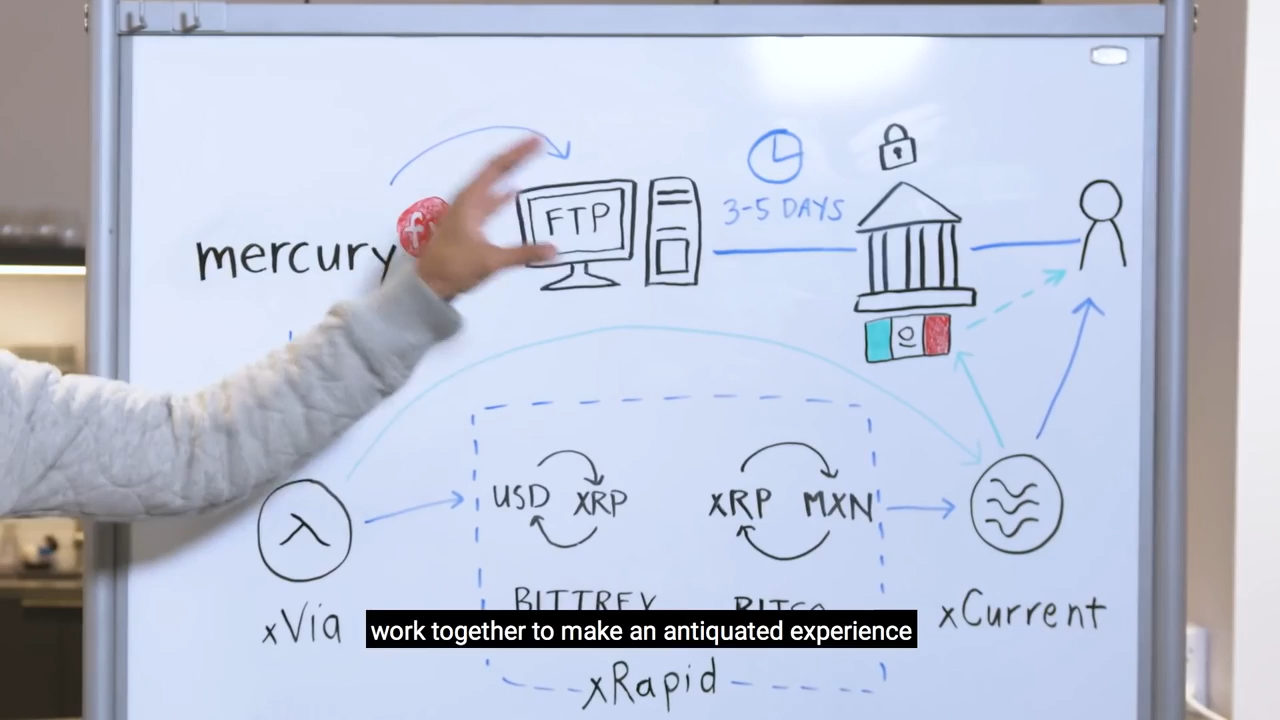 3-5 DAYS
FTP
mercury
f
USD XRP
XRP MXN
BITTREX
xVia
xCurrent
work together to make an antiquated experience
xRapid